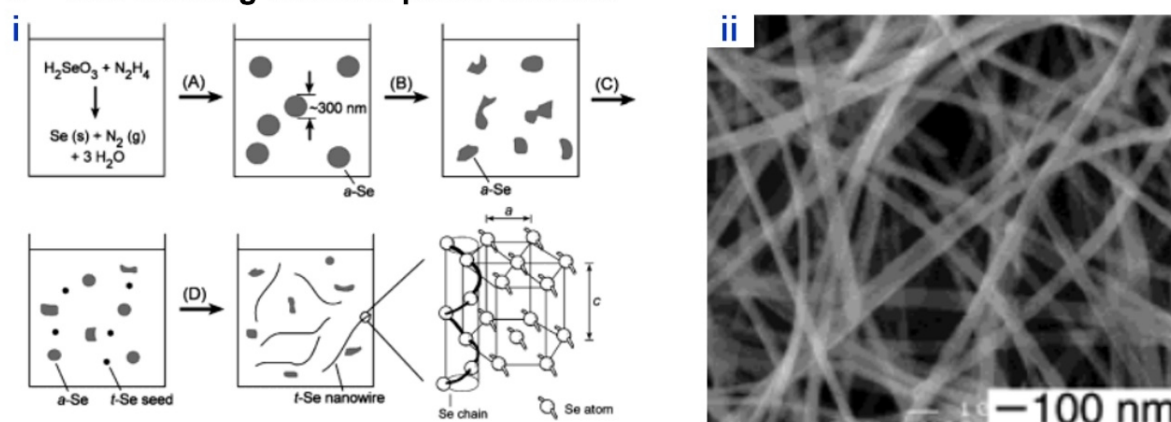 i
H₂SeO₃ + N₂H₄
Se (s) + N₂ (g)
+ 3 H₂O
(A)
~300 nm
a-Se
(B)
a-Se
(C)
a-Se
t-Se seed
(D)
t-Se nanowire
a
c
Se chain
Se atom
ii
100 nm